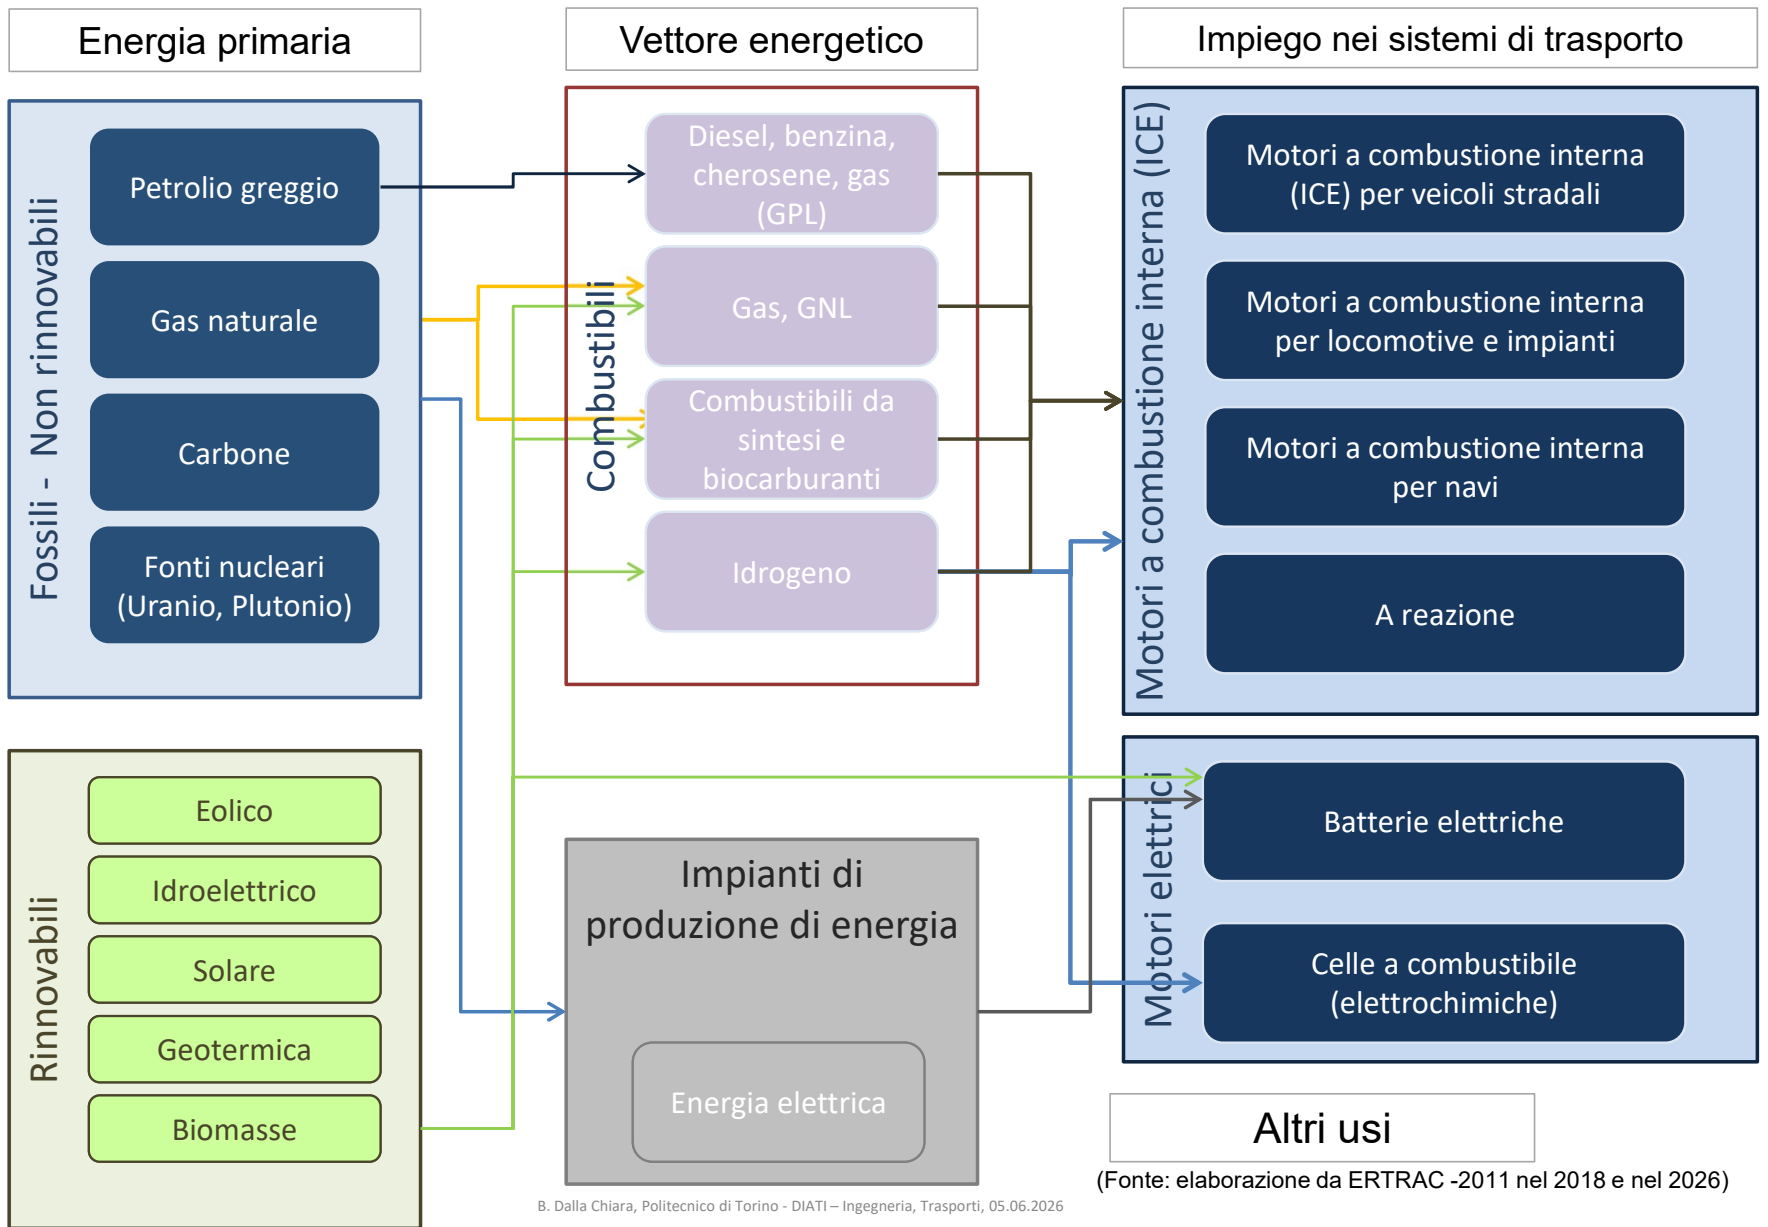 Energia primaria
Vettore energetico
Impiego nei sistemi di trasporto
Fossili - Non rinnovabili
Petrolio greggio
Gas naturale
Carbone
Fonti nucleari
(Uranio, Plutonio)
Combustibili
Diesel, benzina,
cherosene, gas
(GPL)
Gas, GNL
Combustibili da
sintesi e
biocarburanti
Idrogeno
Motori a combustione interna (ICE)
Motori a combustione interna
(ICE) per veicoli stradali
Motori a combustione interna
per locomotive e impianti
Motori a combustione interna
per navi
A reazione
Rinnovabili
Eolico
Idroelettrico
Solare
Geotermica
Biomasse
Impianti di
produzione di energia
Energia elettrica
Motori elettrici
Batterie elettriche
Celle a combustibile
(elettrochimiche)
Altri usi
(Fonte: elaborazione da ERTRAC -2011 nel 2018 e nel 2026)
B. Dalla Chiara, Politecnico di Torino - DIATI – Ingegneria, Trasporti, 05.06.2026